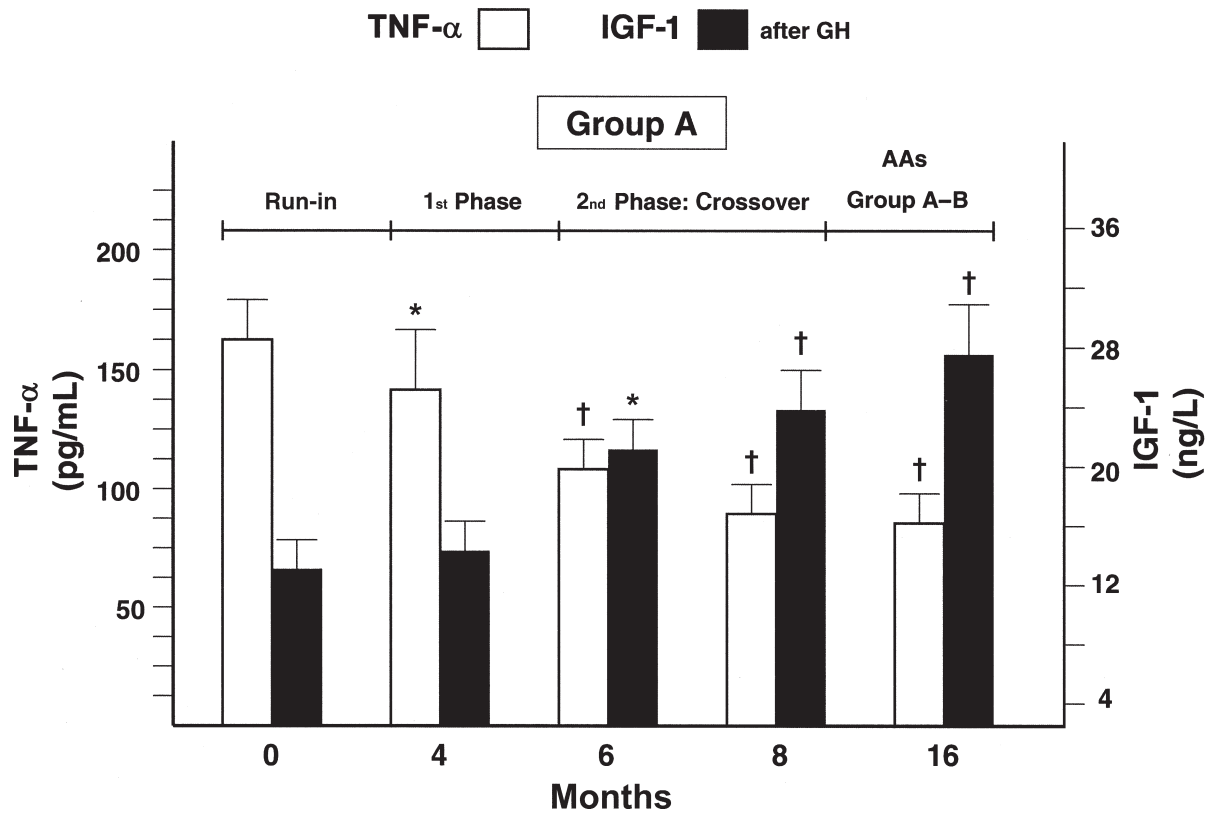 TNF-α IGF-1 after GH
Group A
AAs
Run-in 1st Phase 2nd Phase: Crossover Group A–B
200
150
100
50
TNF-α
(pg/mL)
* † * † † † †
36
28
20
12
4
IGF-1
(ng/L)
0 4 6 8 16
Months